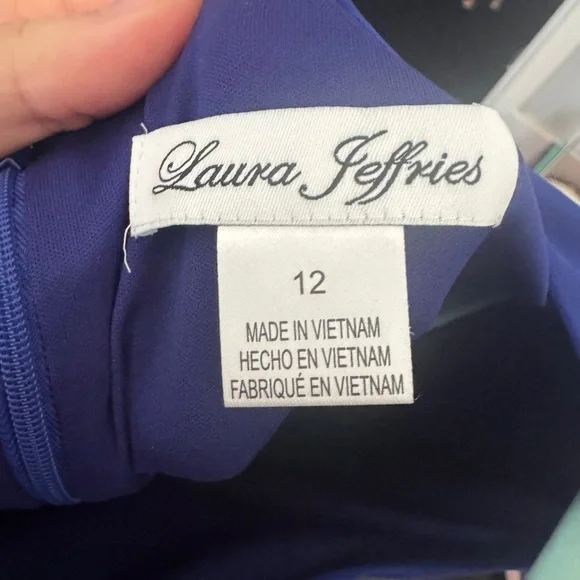 Laura Jeffries
12
MADE IN VIETNAM
HECHO EN VIETNAM
FABRIQUÉ EN VIETNAM